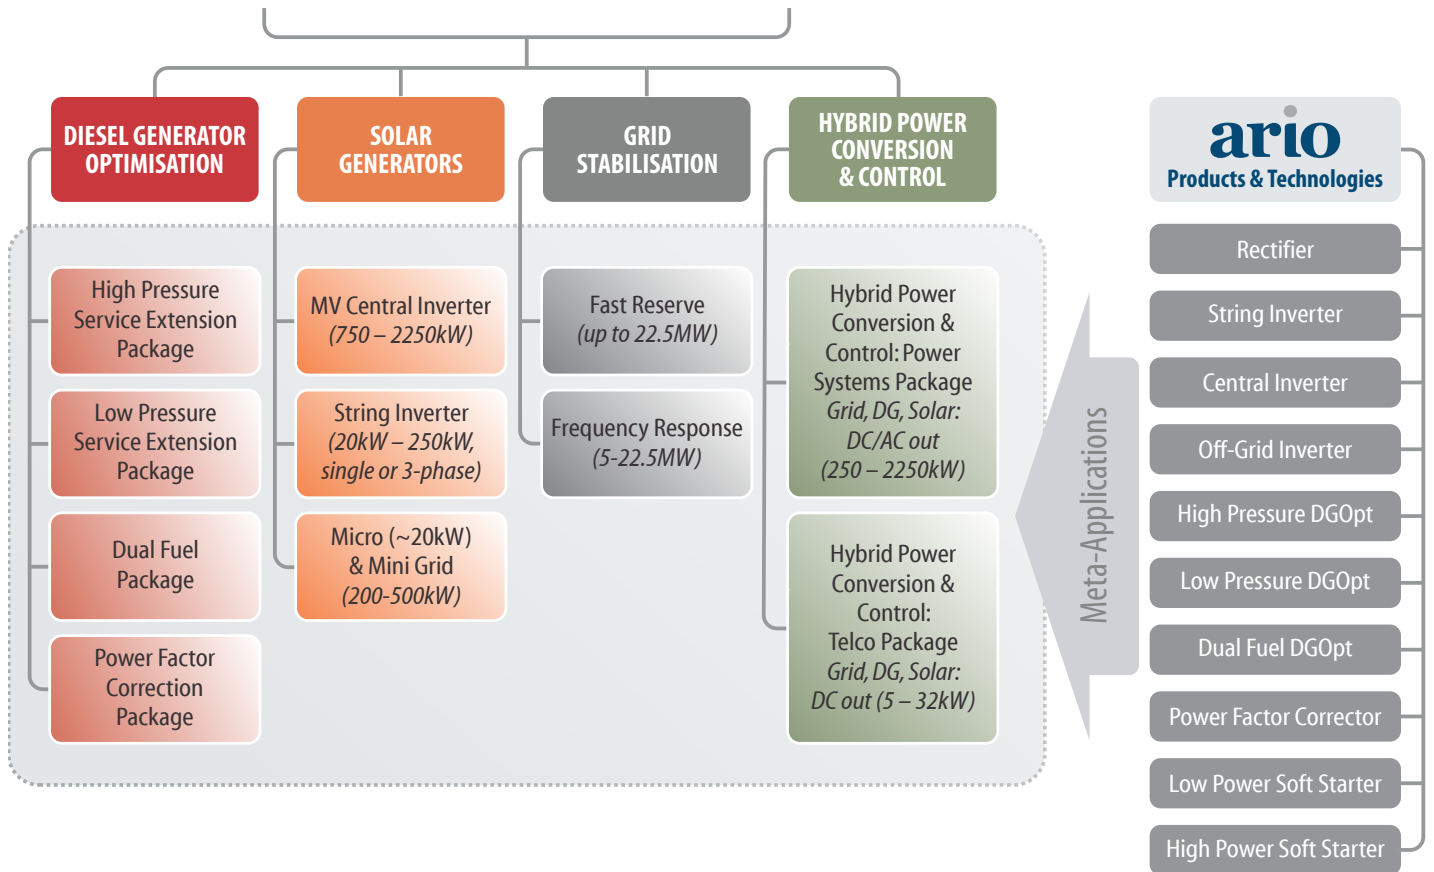 DIESEL GENERATOR
OPTIMISATION
High Pressure
Service Extension
Package
Low Pressure
Service Extension
Package
Dual Fuel
Package
Power Factor
Correction
Package
SOLAR
GENERATORS
MV Central Inverter
(750 – 2250kW)
String Inverter
(20kW – 250kW,
single or 3-phase)
Micro (~20kW)
& Mini Grid
(200-500kW)
GRID
STABILISATION
Fast Reserve
(up to 22.5MW)
Frequency Response
(5-22.5MW)
HYBRID POWER
CONVERSION
& CONTROL
Hybrid Power
Conversion &
Control: Power
Systems Package
Grid, DG, Solar:
DC/AC out
(250 – 2250kW)
Hybrid Power
Conversion &
Control:
Telco Package
Grid, DG, Solar:
DC out (5 – 32kW)
Meta-Applications
ario
Products & Technologies
Rectifier
String Inverter
Central Inverter
Off-Grid Inverter
High Pressure DGOpt
Low Pressure DGOpt
Dual Fuel DGOpt
Power Factor Corrector
Low Power Soft Starter
High Power Soft Starter